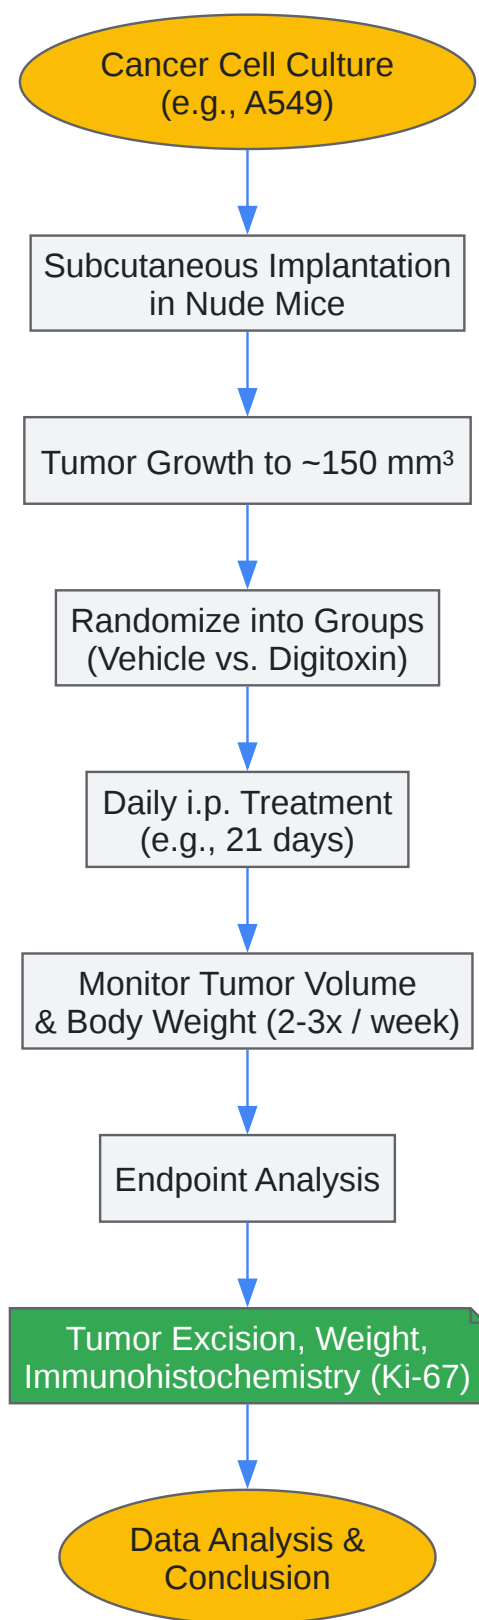 Cancer Cell Culture
(e.g., A549)
Subcutaneous Implantation
in Nude Mice
Tumor Growth to ~150 mm³
Randomize into Groups
(Vehicle vs. Digitoxin)
Daily i.p. Treatment
(e.g., 21 days)
Monitor Tumor Volume
& Body Weight (2-3x / week)
Endpoint Analysis
Tumor Excision, Weight,
Immunohistochemistry (Ki-67)
Data Analysis &
Conclusion